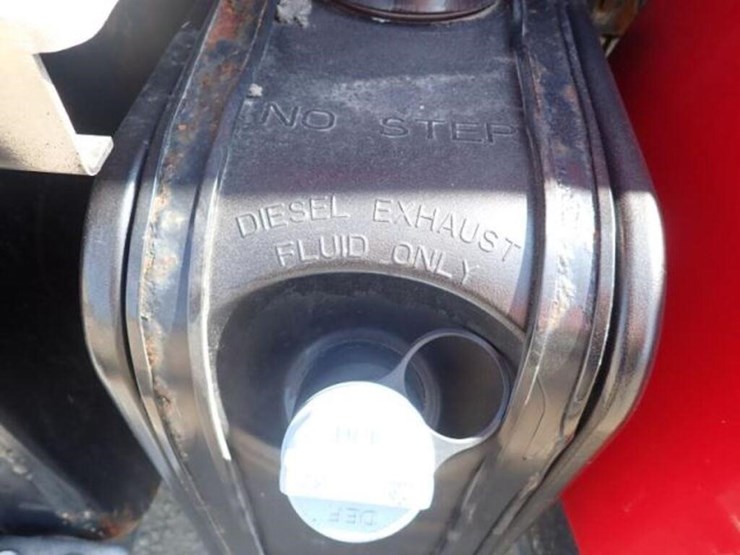 NO STEP
DIESEL EXHAUST
FLUID ONLY
DEF